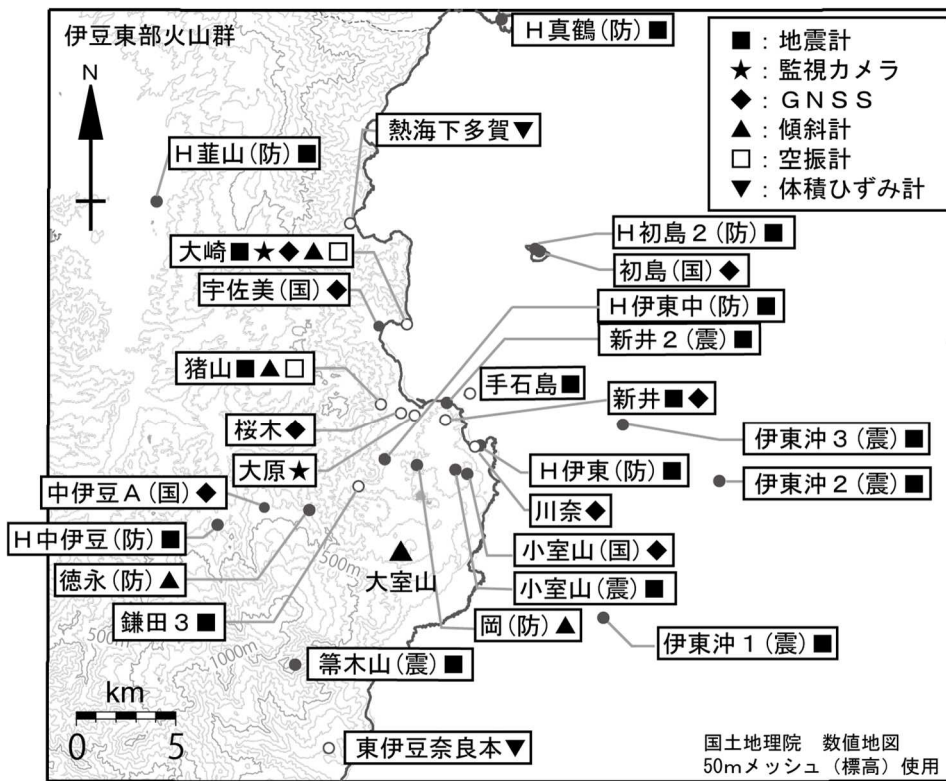 伊豆東部火山群
N
H真鶴(防)■
■：地震計
★：監視カメラ
◆：GNSS
▲：傾斜計
□：空振計
▼：体積ひずみ計
熱海下多賀▼
H韮山(防)■
H初島2(防)■
初島(国)◆
大崎■★◆▲□
宇佐美(国)◆
H伊東中(防)■
新井2(震)■
猪山■▲□
手石島■
新井■◆
桜木◆
大原★
伊東沖3(震)■
H伊東(防)■
伊東沖2(震)■
中伊豆A(国)◆
川奈◆
H中伊豆(防)■
小室山(国)◆
徳永(防)▲
500m
大室山
小室山(震)■
鎌田3■
岡(防)▲
伊東沖1(震)■
500m
1000m
箒木山(震)■
km
0 5
東伊豆奈良本▼
国土地理院 数値地図
50mメッシュ(標高)使用